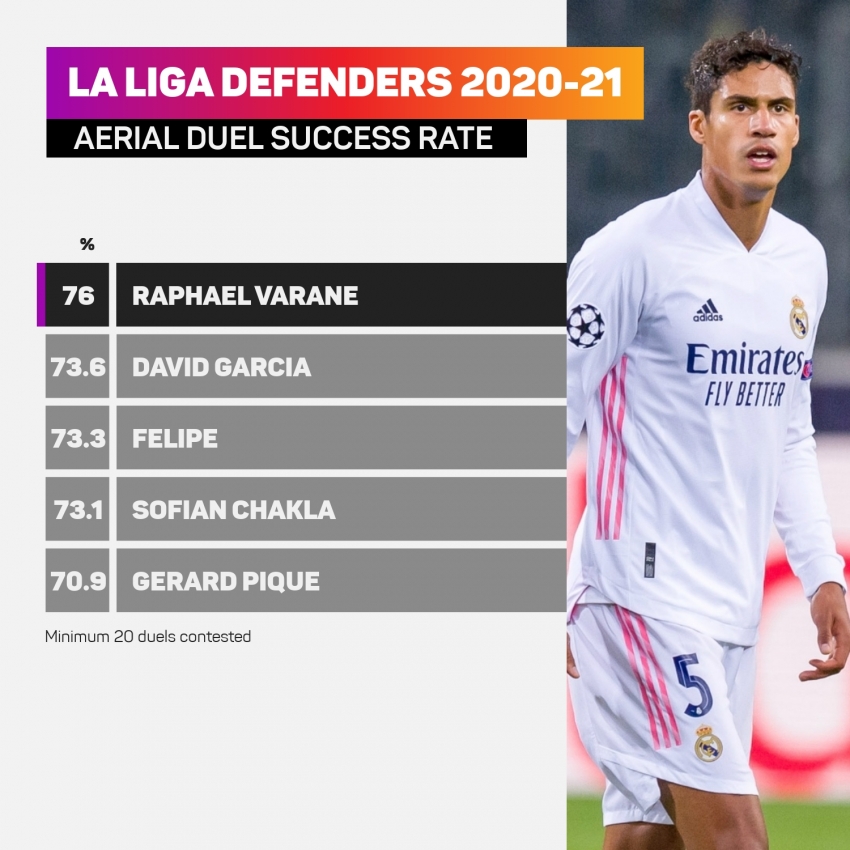 LA LIGA DEFENDERS 2020-21
AERIAL DUEL SUCCESS RATE
%
76 RAPHAEL VARANE
73.6 DAVID GARCIA
73.3 FELIPE
73.1 SOFIAN CHAKLA
70.9 GERARD PIQUE
Minimum 20 duels contested
adidas
Emirates
FLY BETTER
5